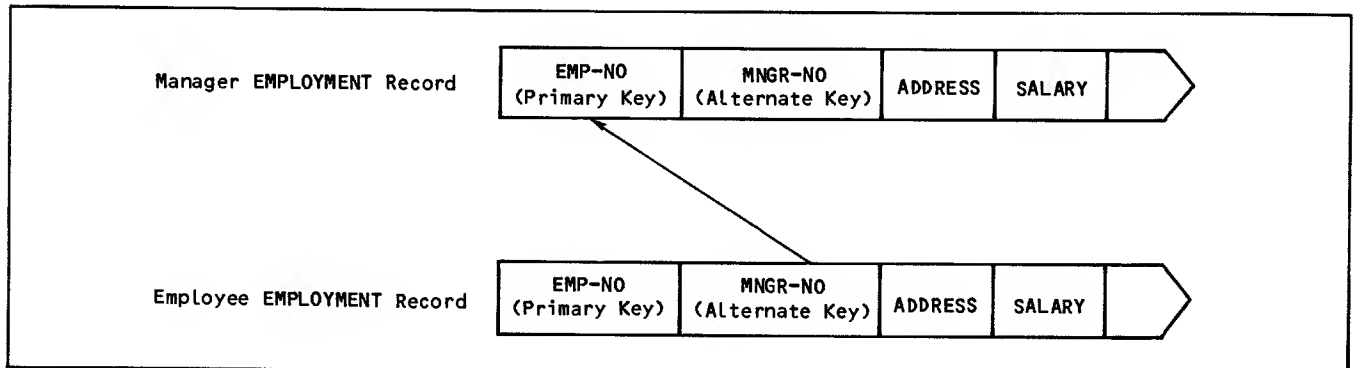 Manager EMPLOYMENT Record
EMP-NO
(Primary Key)
MNGR-NO
(Alternate Key)
ADDRESS
SALARY
Employee EMPLOYMENT Record
EMP-NO
(Primary Key)
MNGR-NO
(Alternate Key)
ADDRESS
SALARY